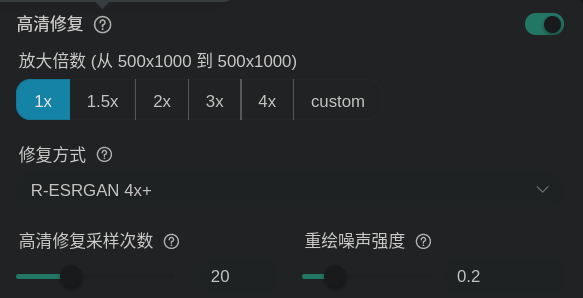 高清修复
放大倍数 (从 500x1000 到 500x1000)
1x 1.5x 2x 3x 4x custom
修复方式
R-ESRGAN 4x+
高清修复采样次数 重绘噪声强度
20 0.2